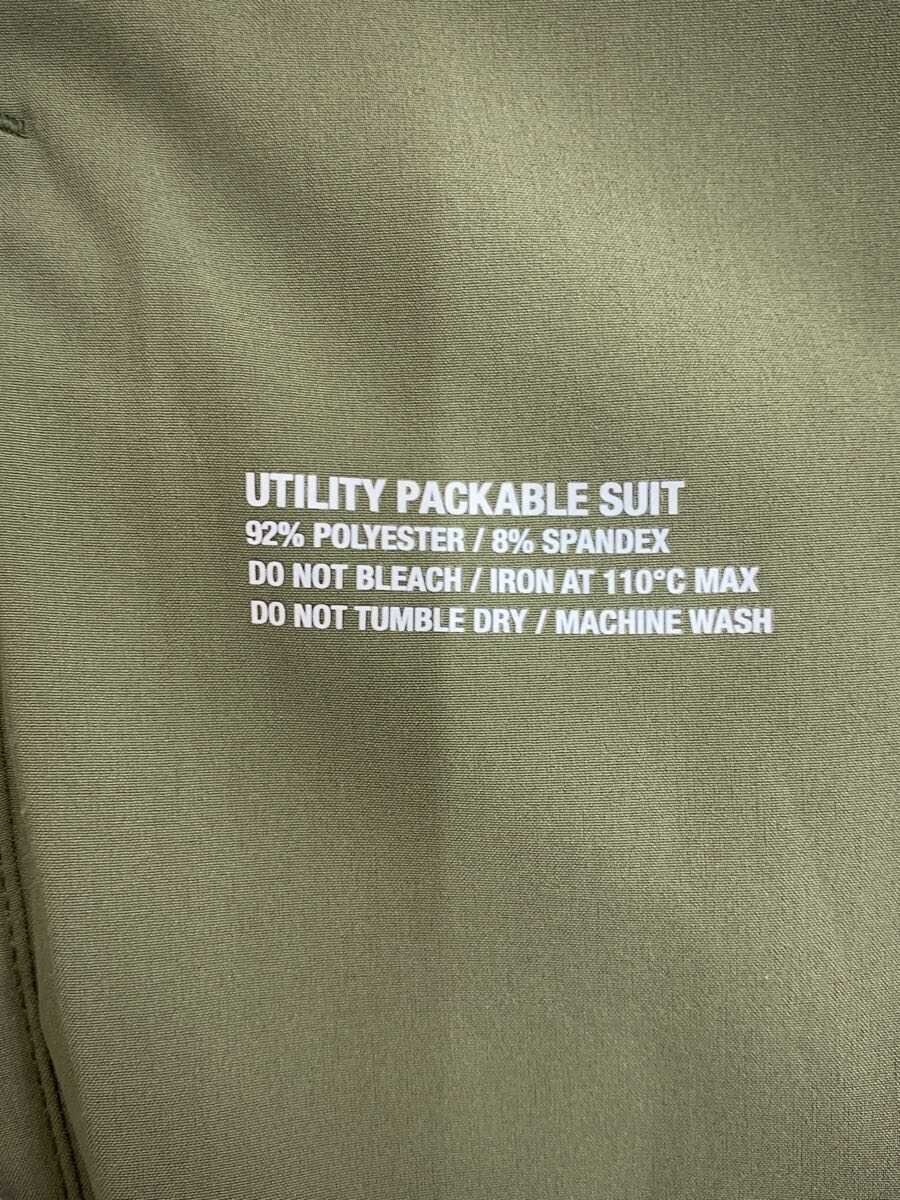 UTILITY PACKABLE SUIT
92% POLYESTER / 8% SPANDEX
DO NOT BLEACH / IRON AT 110°C MAX
DO NOT TUMBLE DRY / MACHINE WASH